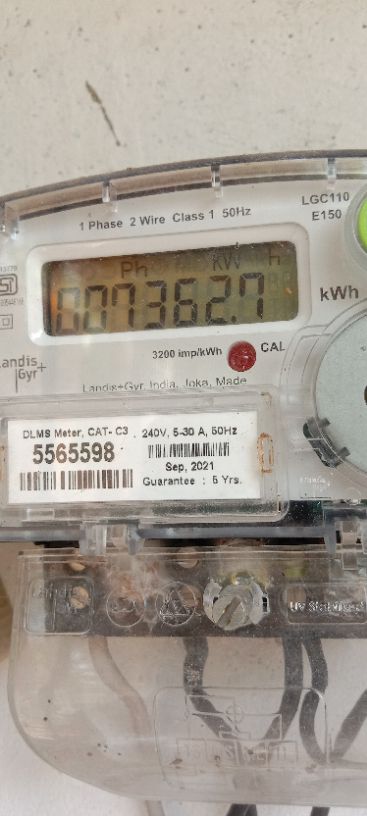 LGC110
E150
1 Phase 2 Wire Class 1 50Hz
Ph kW h
007362.7
kWh
3200 imp/kWh CAL
Landis+
Gyr
Landis+Gyr, India, Joka, Made
DLMS Meter, CAT- C3 . 240V, 5-30 A, 50Hz
5565598
Sep, 2021
Guarantee : 5 Yrs.